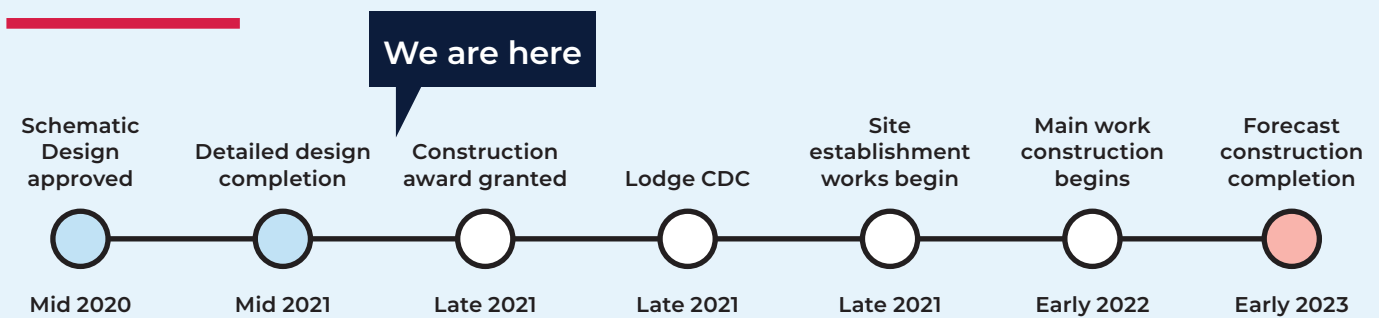 We are here
Schematic
Design
approved
Detailed design
completion
Construction
award granted
Lodge CDC
Site
establishment
works begin
Main work
construction
begins
Forecast
construction
completion
Mid 2020
Mid 2021
Late 2021
Late 2021
Late 2021
Early 2022
Early 2023